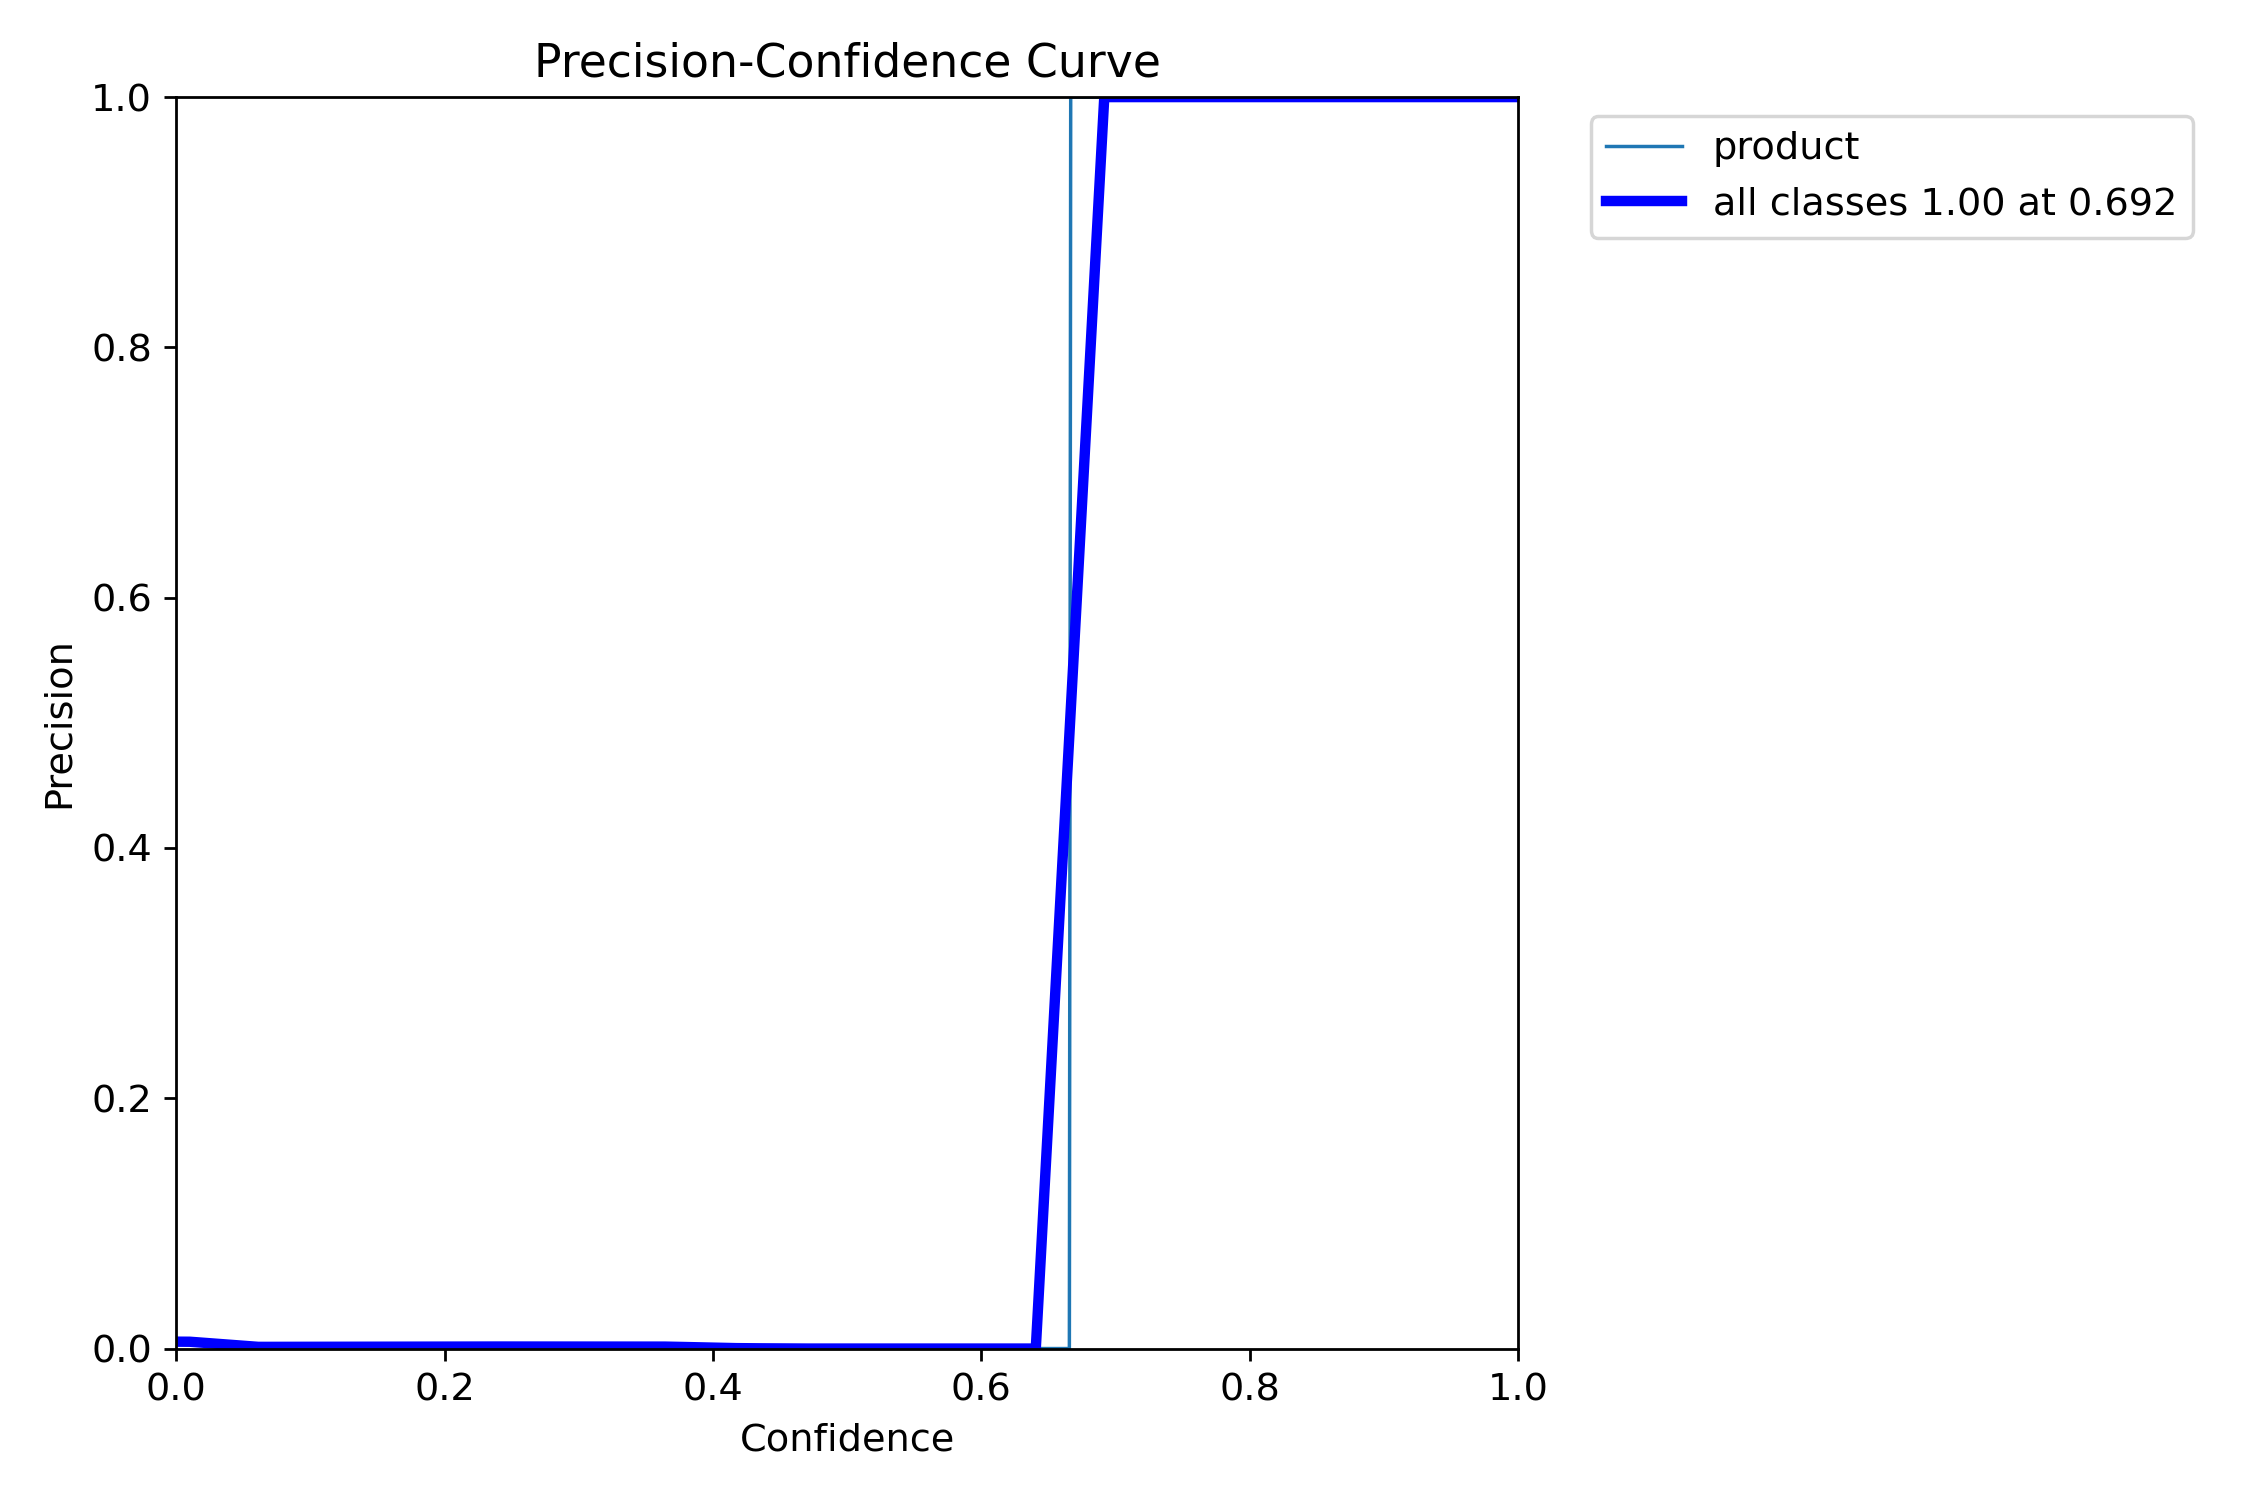 Precision-Confidence Curve
1.0
0.8
0.6
0.4
0.2
0.0
Precision
0.0 0.2 0.4 0.6 0.8 1.0
Confidence
product
all classes 1.00 at 0.692